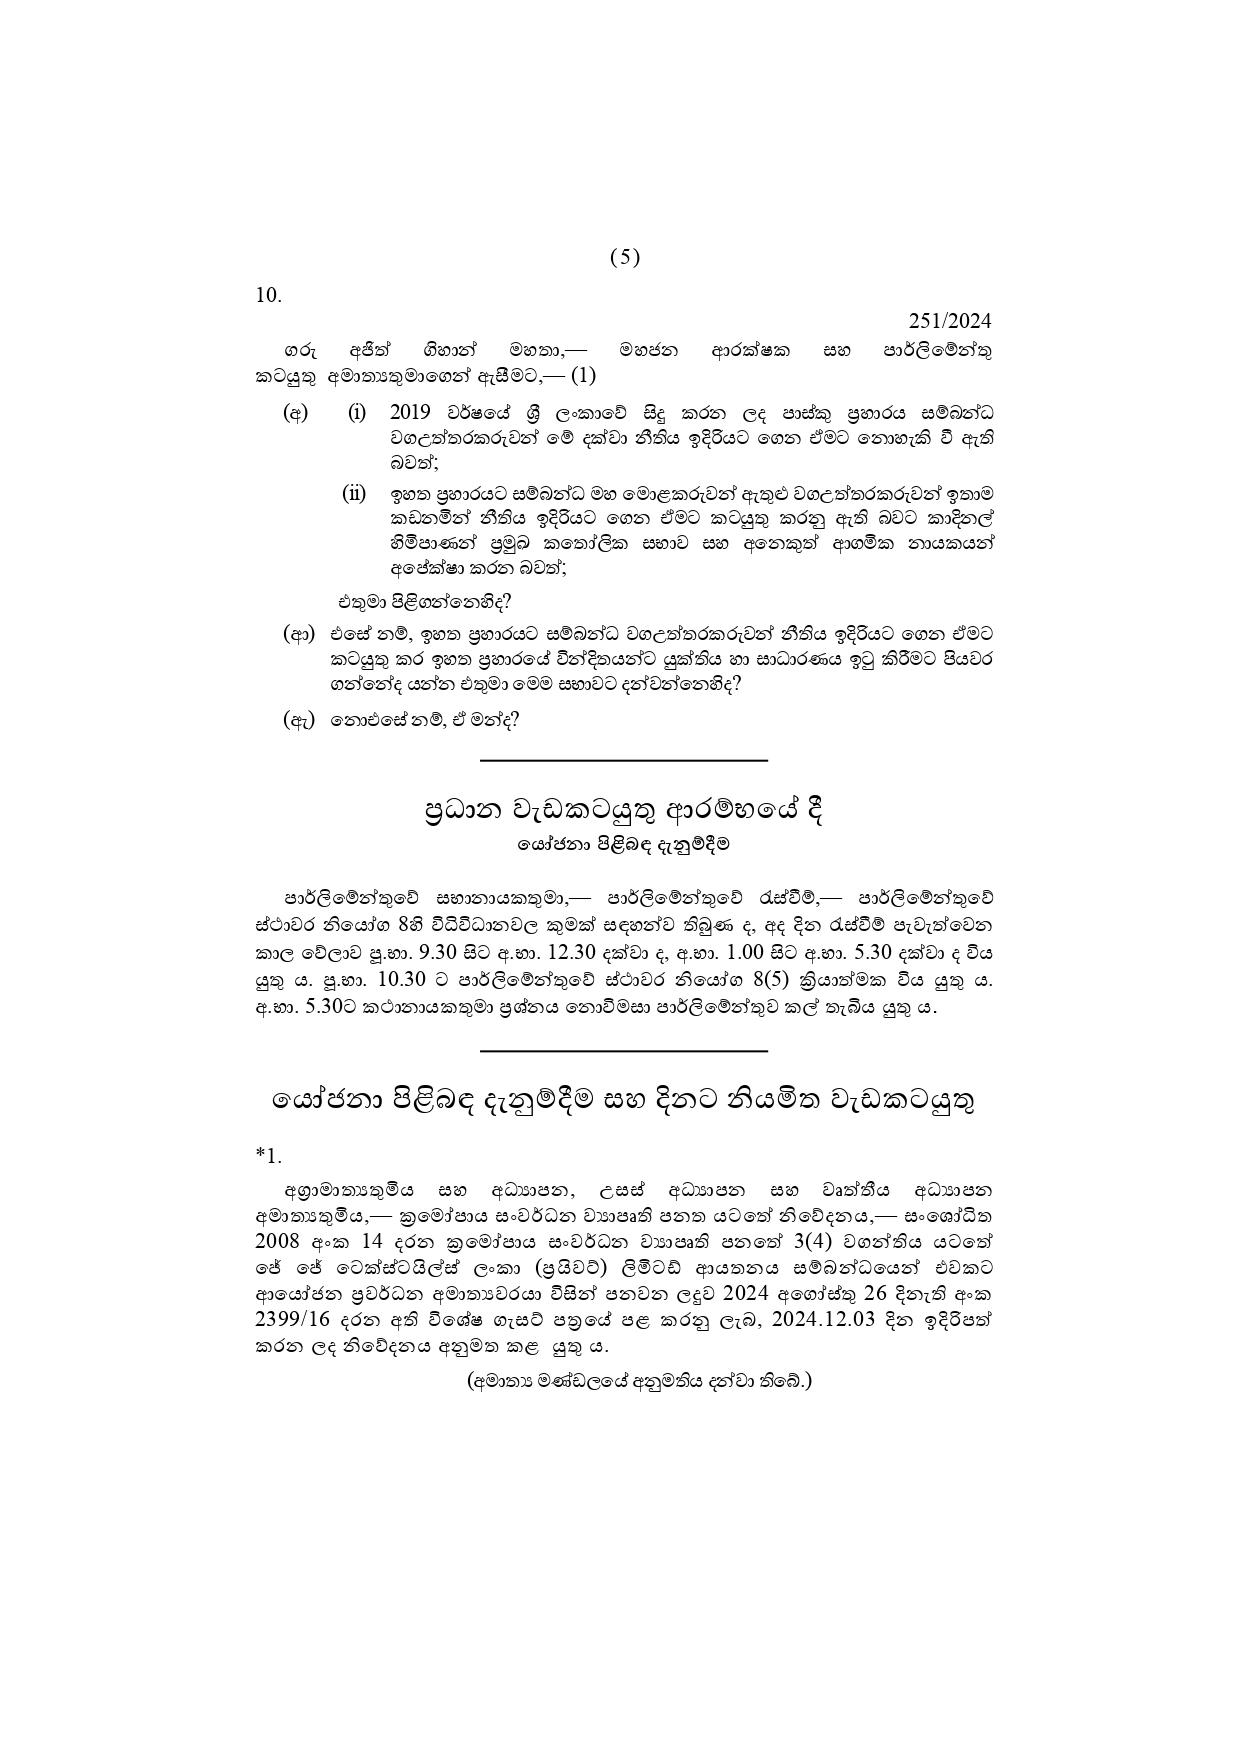 (5)
10.
251/2024
ගරු අජිත් ගිහාන් මහතා,— මහජන ආරක්ෂක සහ පාර්ලිමේන්තු
කටයුතු අමාත්‍යතුමාගෙන් ඇසීමට,— (1)
(අ) (i) 2019 වර්ෂයේ ශ්‍රී ලංකාවේ සිදු කරන ලද පාස්කු ප්‍රහාරය සම්බන්ධ
වගඋත්තරකරුවන් මේ දක්වා නීතිය ඉදිරියට ගෙන ඒමට නොහැකි වී ඇති
බවත්;
(ii) ඉහත ප්‍රහාරයට සම්බන්ධ මහ මොළකරුවන් ඇතුළු වගඋත්තරකරුවන් ඉතාම
කඩනමින් නීතිය ඉදිරියට ගෙන ඒමට කටයුතු කරනු ඇති බවට කාදිනල්
හිමිපාණන් ප්‍රමුඛ කතෝලික සභාව සහ අනෙකුත් ආගමික නායකයන්
අපේක්ෂා කරන බවත්;
එතුමා පිළිගන්නෙහිද?
(ආ) එසේ නම්, ඉහත ප්‍රහාරයට සම්බන්ධ වගඋත්තරකරුවන් නීතිය ඉදිරියට ගෙන ඒමට
කටයුතු කර ඉහත ප්‍රහාරයේ වින්දිතයන්ට යුක්තිය හා සාධාරණය ඉටු කිරීමට පියවර
ගන්නේද යන්න එතුමා මෙම සභාවට දන්වන්නෙහිද?
(ඇ) නොඑසේ නම්, ඒ මන්ද?
ප්‍රධාන වැඩකටයුතු ආරම්භයේ දී
යෝජනා පිළිබඳ දැනුම්දීම
පාර්ලිමේන්තුවේ සභානායකතුමා,— පාර්ලිමේන්තුවේ රැස්වීම්,— පාර්ලිමේන්තුවේ
ස්ථාවර නියෝග 8හි විධිවිධානවල කුමක් සඳහන්ව තිබුණ ද, අද දින රැස්වීම් පැවැත්වෙන
කාල වේලාව පූ.භා. 9.30 සිට අ.භා. 12.30 දක්වා ද, අ.භා. 1.00 සිට අ.භා. 5.30 දක්වා ද විය
යුතු ය. පූ.භා. 10.30 ට පාර්ලිමේන්තුවේ ස්ථාවර නියෝග 8(5) ක්‍රියාත්මක විය යුතු ය.
අ.භා. 5.30ට කථානායකතුමා ප්‍රශ්නය නොවිමසා පාර්ලිමේන්තුව කල් තැබිය යුතු ය.
යෝජනා පිළිබඳ දැනුම්දීම සහ දිනට නියමිත වැඩකටයුතු
*1.
අග්‍රාමාත්‍යතුමිය සහ අධ්‍යාපන, උසස් අධ්‍යාපන සහ වෘත්තීය අධ්‍යාපන
අමාත්‍යතුමිය,— ක්‍රමෝපාය සංවර්ධන ව්‍යාපෘති පනත යටතේ නිවේදනය,— සංශෝධිත
2008 අංක 14 දරන ක්‍රමෝපාය සංවර්ධන ව්‍යාපෘති පනතේ 3(4) වගන්තිය යටතේ
ජේ ජේ ටෙක්ස්ටයිල්ස් ලංකා (ප්‍රයිවට්) ලිමිටඩ් ආයතනය සම්බන්ධයෙන් එවකට
ආයෝජන ප්‍රවර්ධන අමාත්‍යවරයා විසින් පනවන ලදුව 2024 අගෝස්තු 26 දිනැති අංක
2399/16 දරන අති විශේෂ ගැසට් පත්‍රයේ පළ කරනු ලැබ, 2024.12.03 දින ඉදිරිපත්
කරන ලද නිවේදනය අනුමත කළ යුතු ය.
(අමාත්‍ය මණ්ඩලයේ අනුමතිය දන්වා තිබේ.)